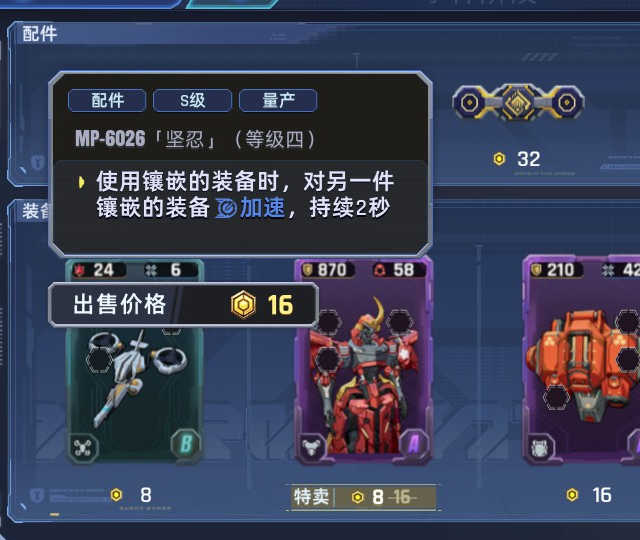 配件
配件 S级 量产
MP-6026「坚忍」（等级四）
使用镶嵌的装备时，对另一件
镶嵌的装备加速，持续2秒
32
装备
24 6
870 58
210 42
出售价格 16
B
A
8
特卖 8 16
16